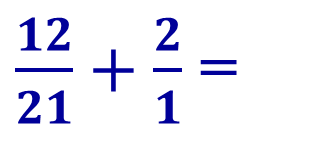 12/21 + 2/1 =